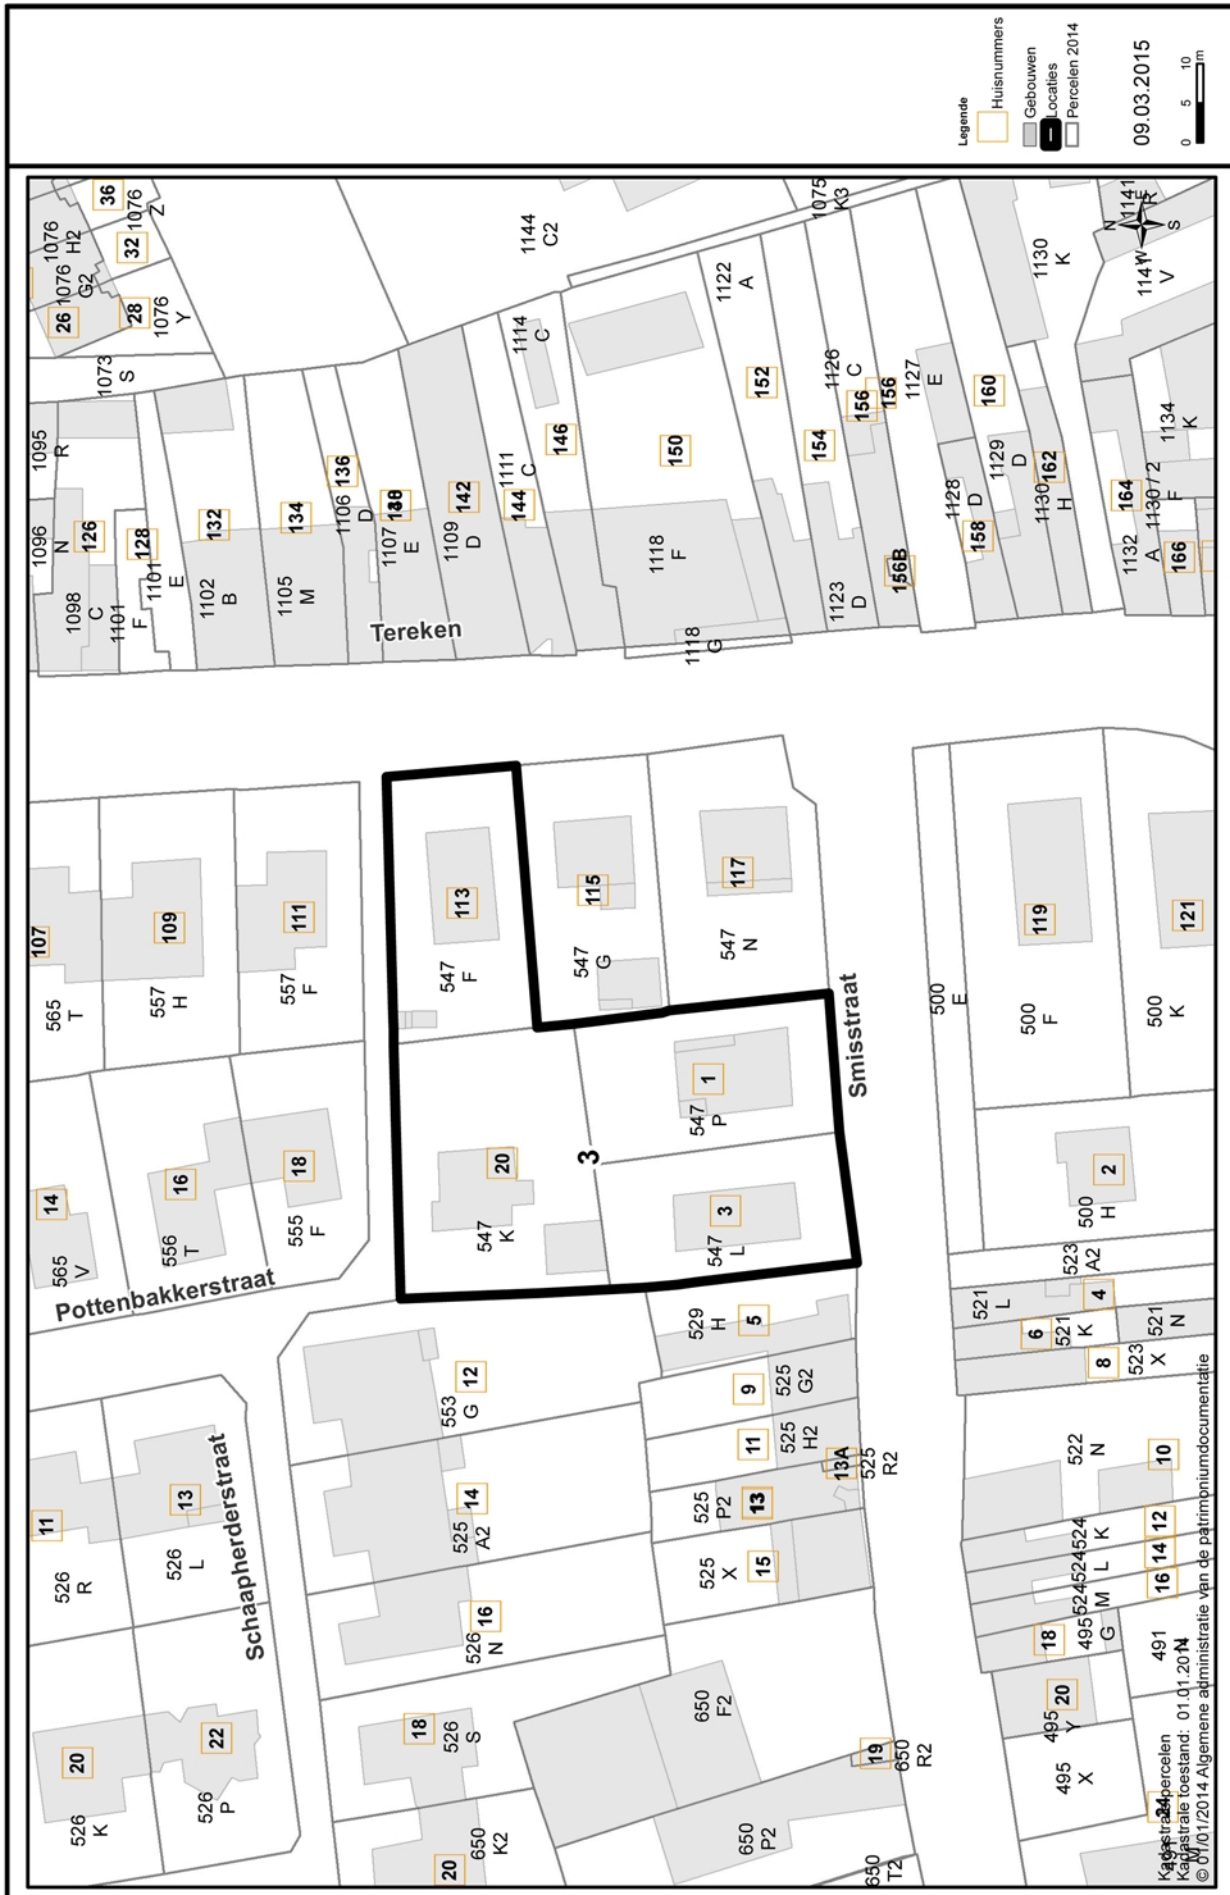 Legende
Huisnummers
Gebouwen
Locaties
Percelen 2014
09.03.2015
0 5 10
m
36
1076
Z
32
1076
H2
1076
G2
26
28
1076
Y
1073
S
1144
C2
1075
K3
1141
R
N
E
S
W
1141
V
1130
K
1122
A
1114
C
1126
C
156
156
1127
E
152
160
1095
R
1096
N
126
128
132
134
136
1106
D
1107
E
142
1109
D
1111
C
144
146
150
154
1128
D
1129
D
158
162
1130
H
164
1130 / 2
F
1134
K
1132
A
166
1098
C
1101
F
1101
E
1102
B
1105
M
1118
F
1118
G
1123
D
156B
Tereken
107
565
T
109
557
H
111
557
F
113
547
F
115
547
G
117
547
N
Smisstraat
500
E
119
500
F
121
500
K
14
565
V
16
556
T
18
555
F
20
547
K
3
1
547
P
3
547
L
2
500
H
523
A2
Pottenbakkerstraat
12
553
G
5
529
H
9
525
G2
11
525
H2
13A
525
R2
13
525
P2
15
525
X
521
L
4
6
521
K
521
N
8
523
X
522
N
10
11
526
R
13
526
L
Schaapherderstraat
14
525
A2
16
526
N
524
K
12
524
L
14
524
M
16
18
495
G
491
N
20
526
K
22
526
P
18
526
S
20
650
K2
650
F2
650
P2
19
650
R2
650
T2
20
495
Y
495
X
24
Kadastrale percelen
Kadastrale toestand: 01.01.2014
© 01/01/2014 Algemene administratie van de patrimoniumdocumentatie